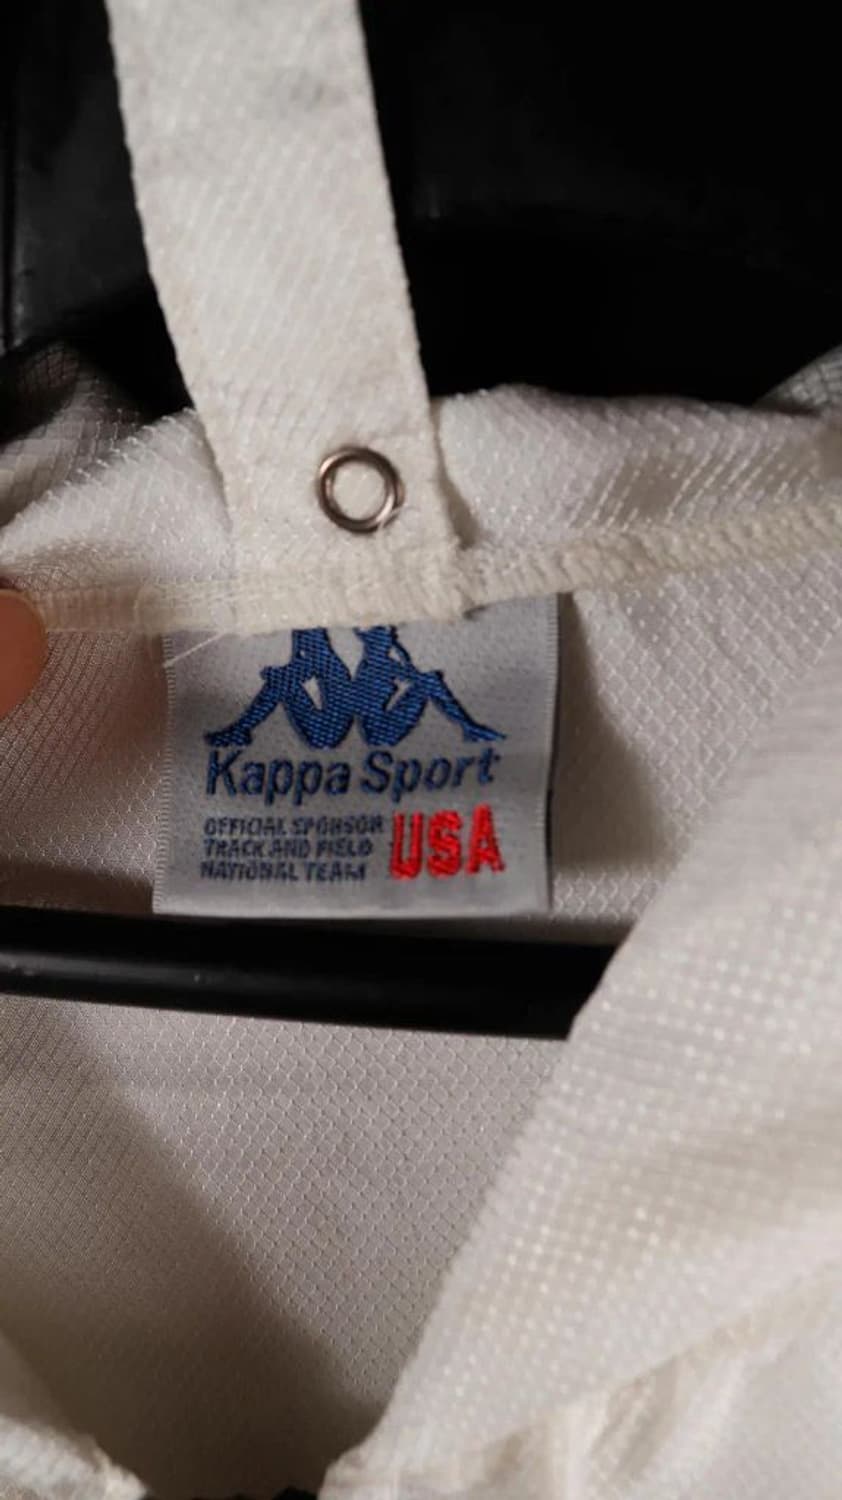 Kappa Sport
OFFICIAL SPONSOR
TRACK AND FIELD
NATIONAL TEAM
USA